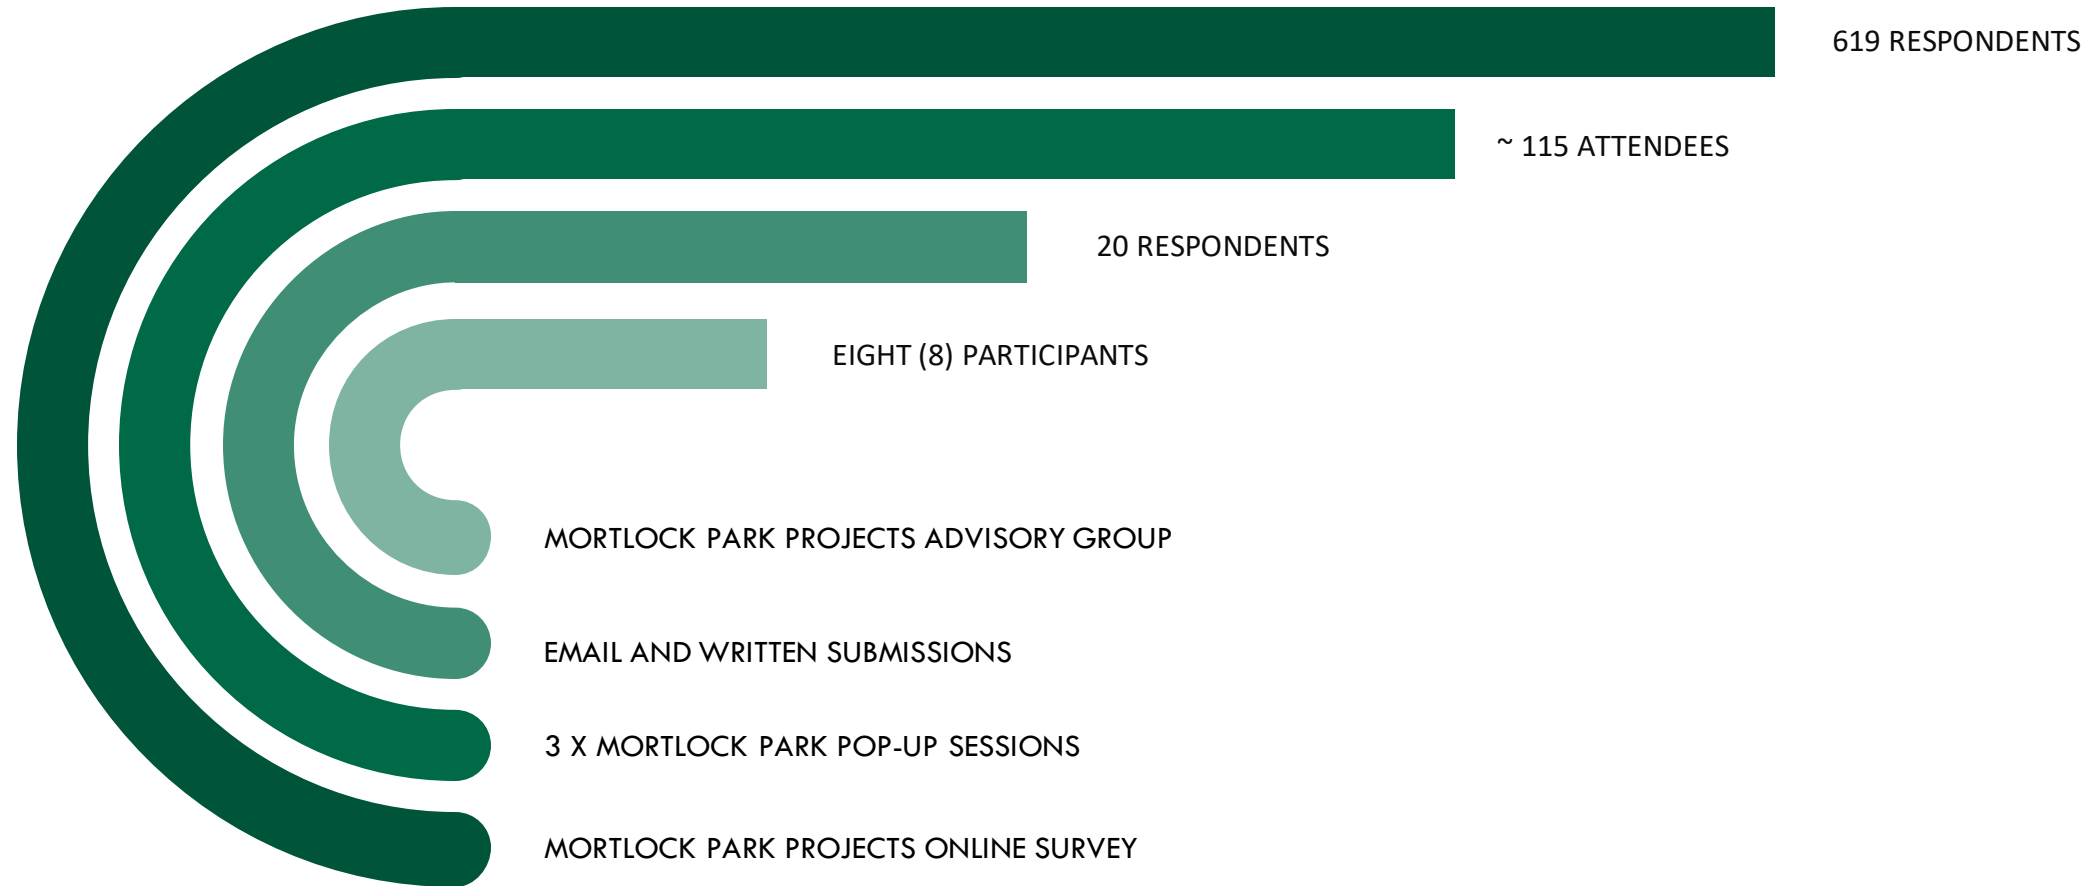 619 RESPONDENTS
~ 115 ATTENDEES
20 RESPONDENTS
EIGHT (8) PARTICIPANTS
MORTLOCK PARK PROJECTS ADVISORY GROUP
EMAIL AND WRITTEN SUBMISSIONS
3 X MORTLOCK PARK POP-UP SESSIONS
MORTLOCK PARK PROJECTS ONLINE SURVEY